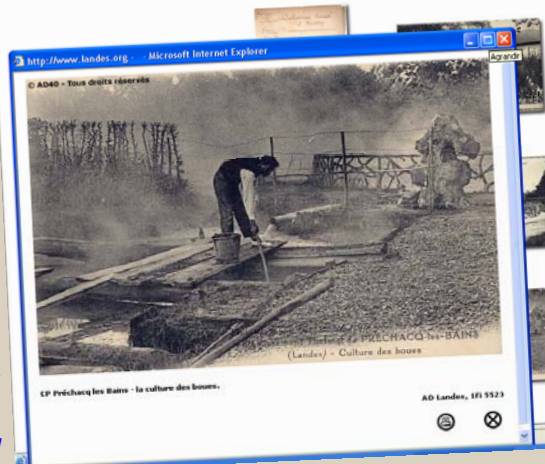 http://www.landes.org - Microsoft Internet Explorer
Agrandir
© AD40 - Tous droits réservés
PRÉCHACQ-les-BAINS
(Landes) - Culture des boues
CP Préchacq les Bains - la culture des boues.
AD Landes, 1Fi 5523